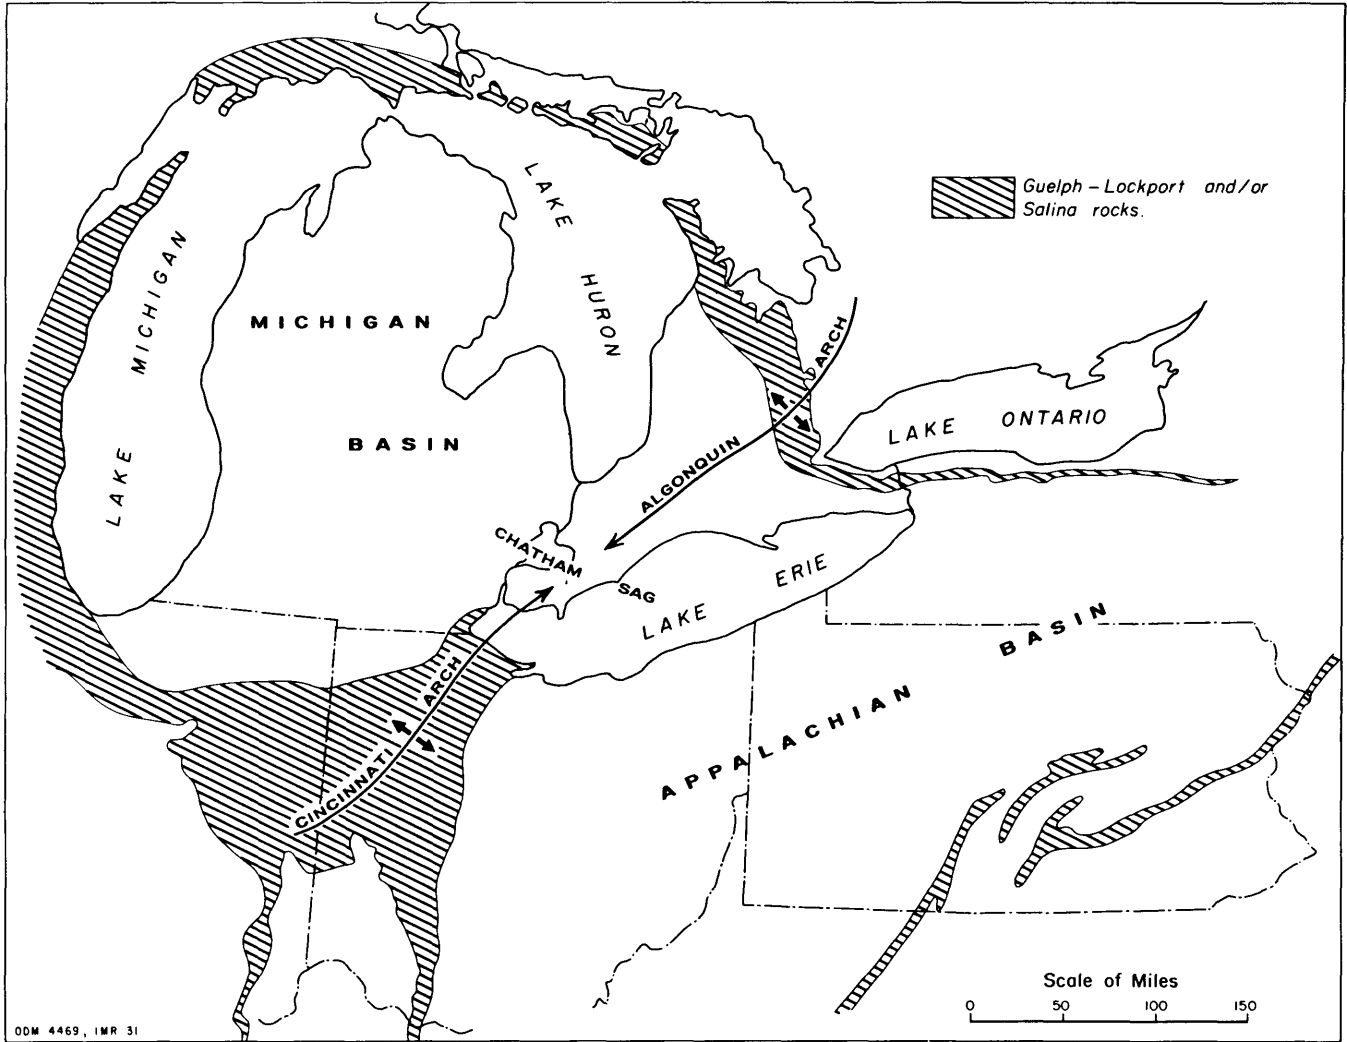 Guelph – Lockport and/or
Salina rocks.
LAKE HURON
LAKE MICHIGAN
MICHIGAN
BASIN
ALGONQUIN ARCH
LAKE ONTARIO
CHATHAM SAG
LAKE ERIE
CINCINNATI ARCH
APPALACHIAN BASIN
Scale of Miles
0 50 100 150
ODM 4469, IMR 31